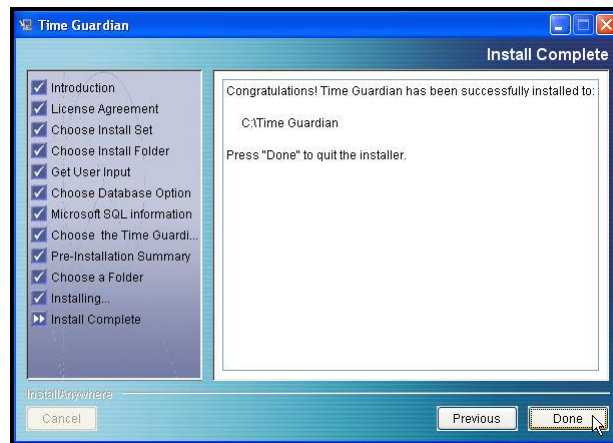 Time Guardian
Install Complete
Introduction
License Agreement
Choose Install Set
Choose Install Folder
Get User Input
Choose Database Option
Microsoft SQL information
Choose the Time Guardi...
Pre-Installation Summary
Choose a Folder
Installing...
Install Complete
Congratulations! Time Guardian has been successfully installed to:
C:\Time Guardian
Press "Done" to quit the installer.
InstallAnywhere
Cancel
Previous
Done